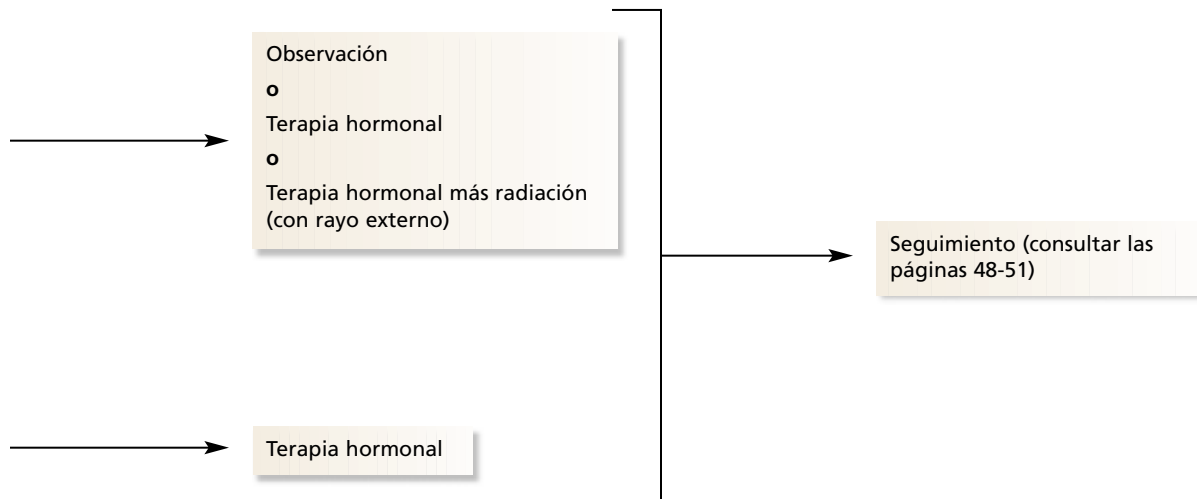 Observación
o
Terapia hormonal
o
Terapia hormonal más radiación
(con rayo externo)
Seguimiento (consultar las
páginas 48-51)
Terapia hormonal